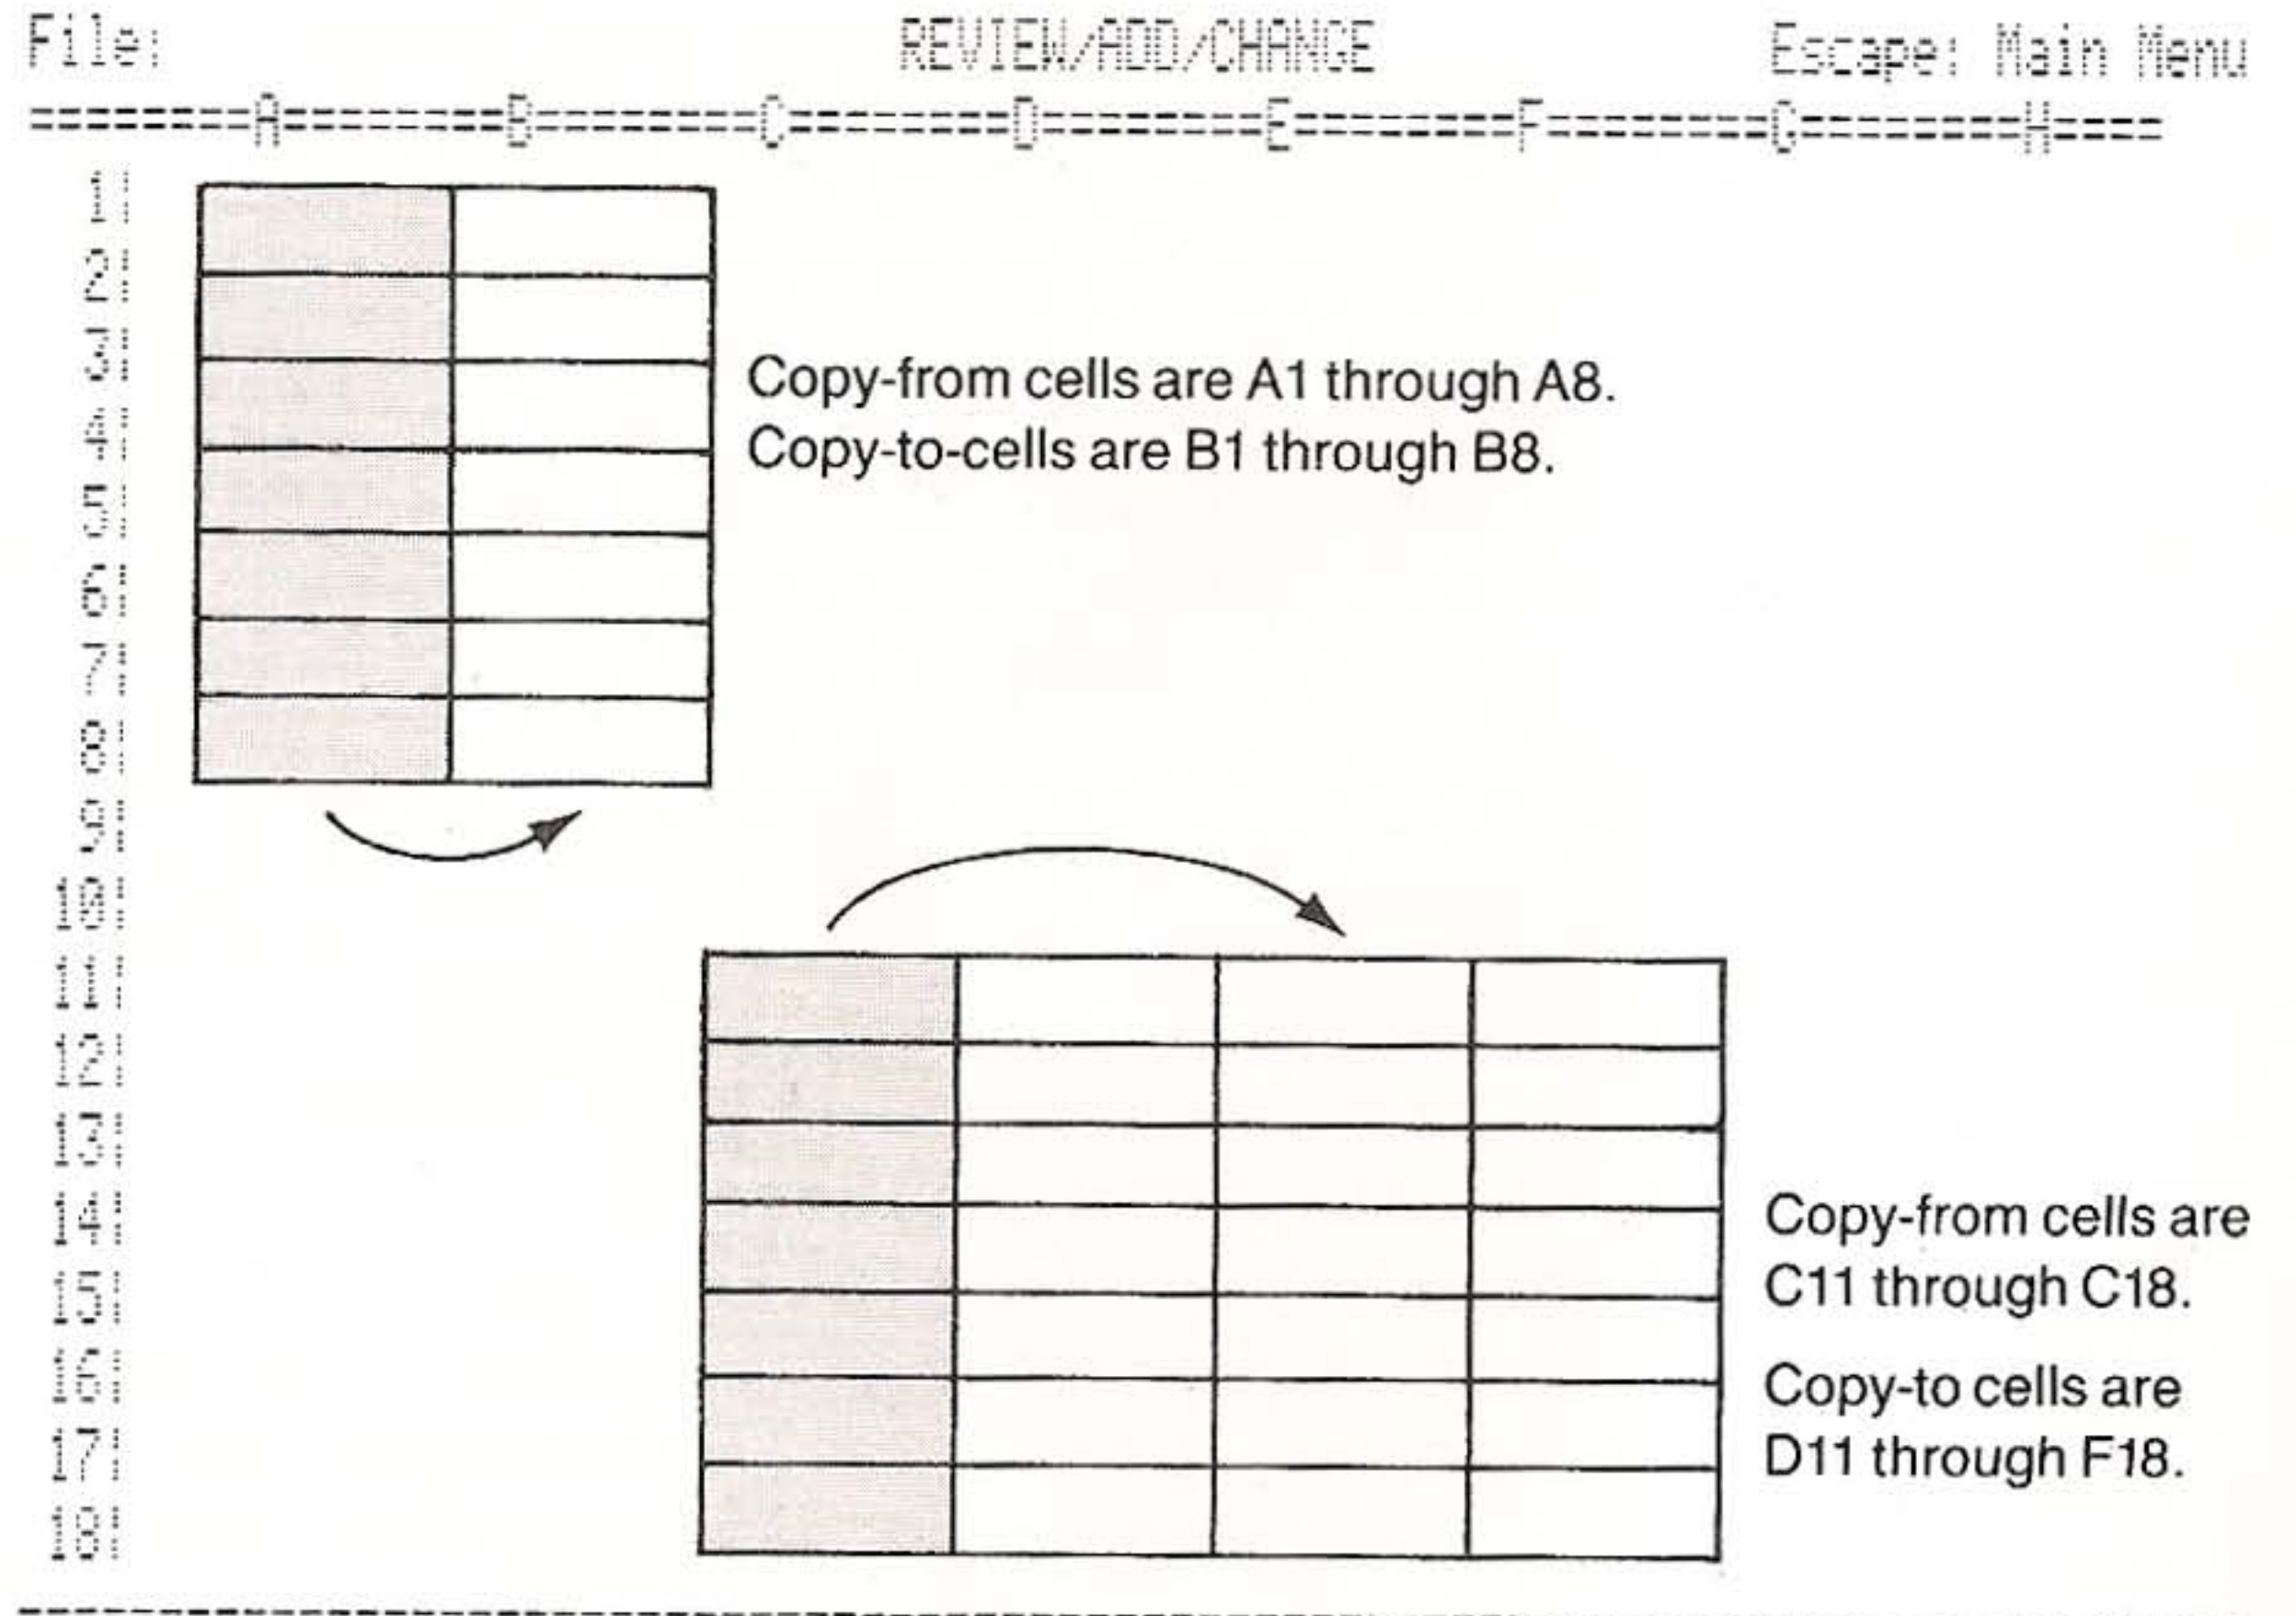 File: REVIEW/ADD/CHANGE Escape: Main Menu
========A========B========C========D========E========F========G========H====
1|
2|
3|
Copy-from cells are A1 through A8.
4|
Copy-to-cells are B1 through B8.
5|
6|
7|
8|
9|
10|
11|
12|
13|
14|
Copy-from cells are
15|
C11 through C18.
16|
Copy-to cells are
17|
D11 through F18.
18|